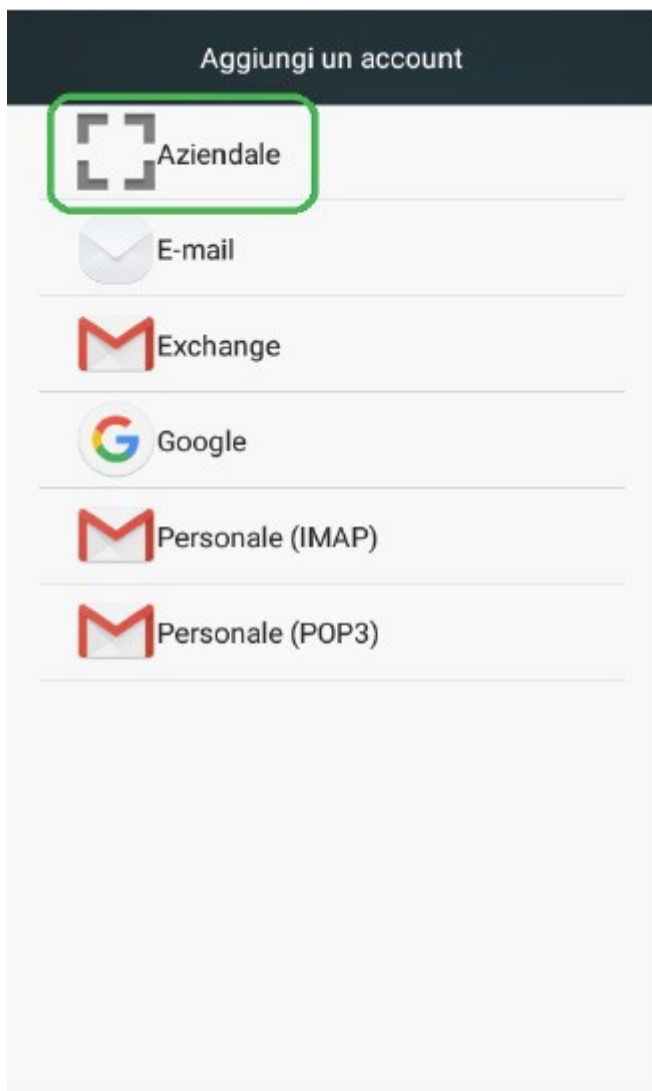 Aggiungi un account
Aziendale
E-mail
Exchange
Google
Personale (IMAP)
Personale (POP3)